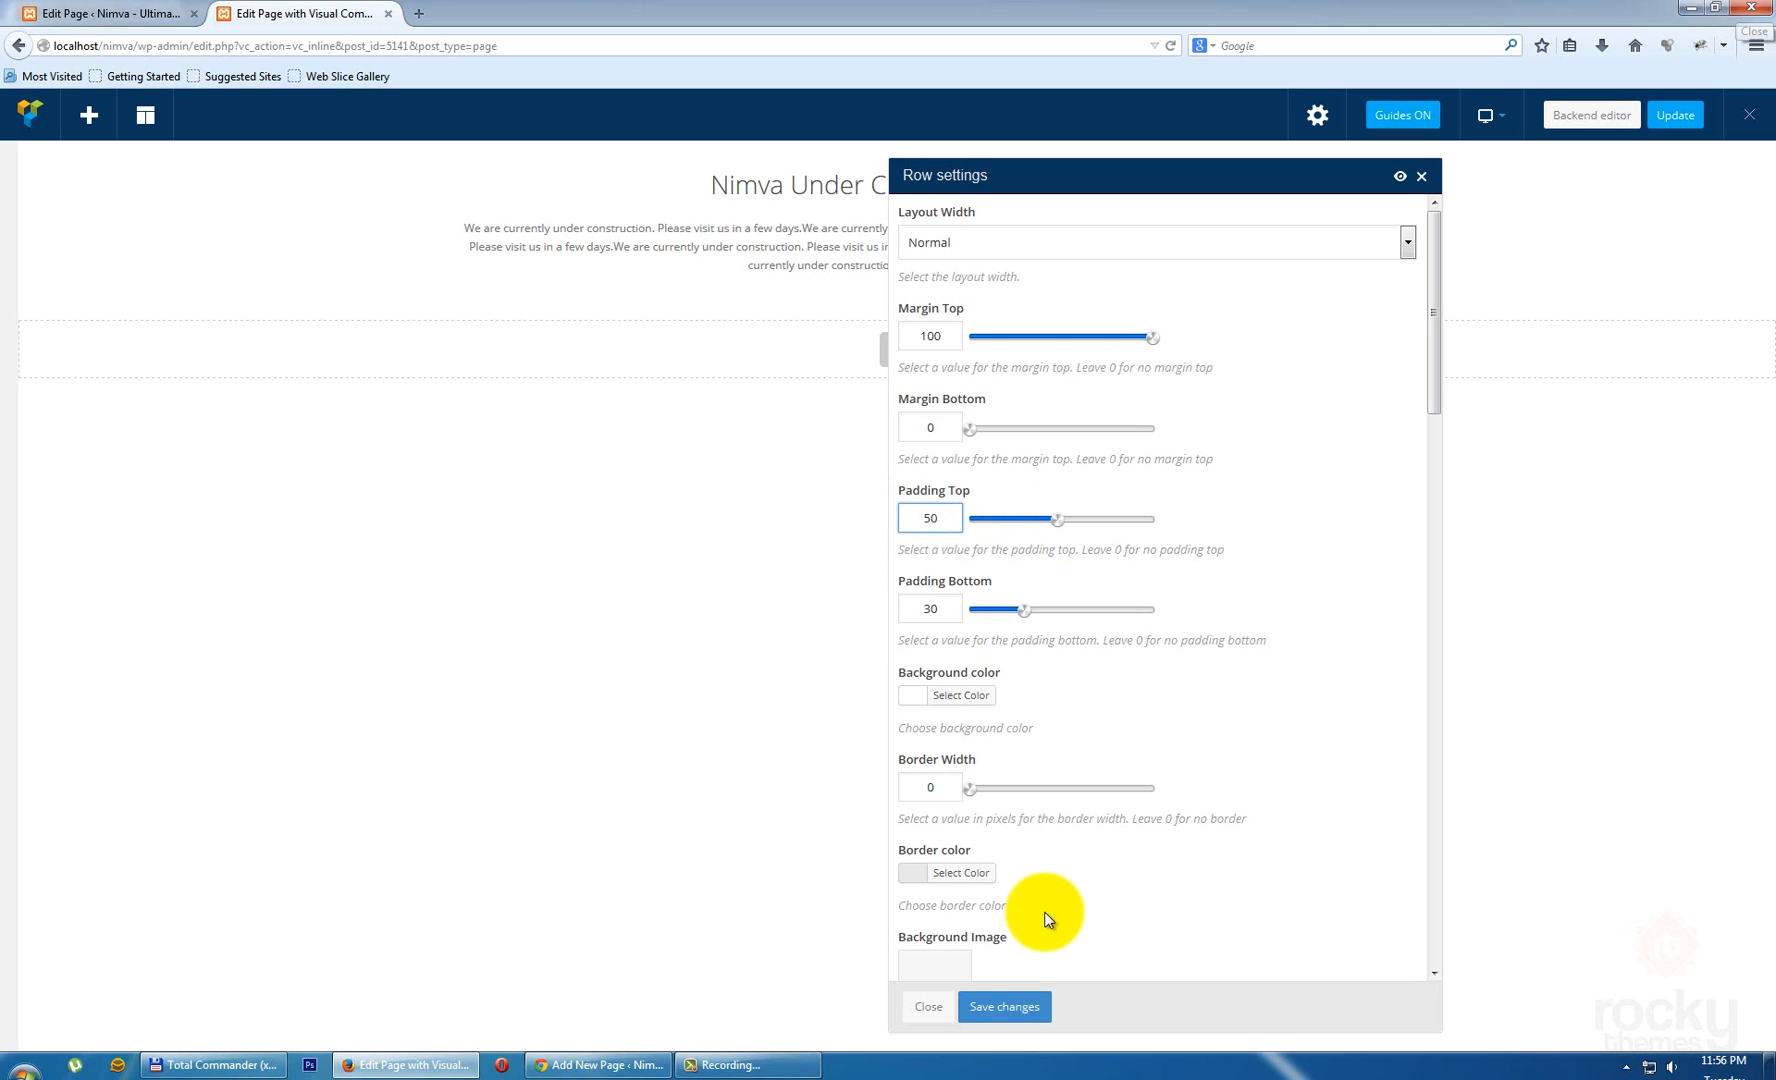 Edit Page ‹ Nimva - Ultima...
Edit Page with Visual Com...
localhost/nimva/wp-admin/edit.php?vc_action=vc_inline&post_id=5141&post_type=page
Google
Close
Most Visited
Getting Started
Suggested Sites
Web Slice Gallery
Guides ON
Backend editor
Update
Nimva Under C
We are currently under construction. Please visit us in a few days.We are currently
Please visit us in a few days.We are currently under construction. Please visit us in
currently under constructio
Row settings
Layout Width
Normal
Select the layout width.
Margin Top
100
Select a value for the margin top. Leave 0 for no margin top
Margin Bottom
0
Select a value for the margin top. Leave 0 for no margin top
Padding Top
50
Select a value for the padding top. Leave 0 for no padding top
Padding Bottom
30
Select a value for the padding bottom. Leave 0 for no padding bottom
Background color
Select Color
Choose background color
Border Width
0
Select a value in pixels for the border width. Leave 0 for no border
Border color
Select Color
Choose border color
Background Image
Close
Save changes
rocky
themes
Total Commander (x...
Ps
Edit Page with Visual...
Add New Page ‹ Nim...
Recording...
11:56 PM